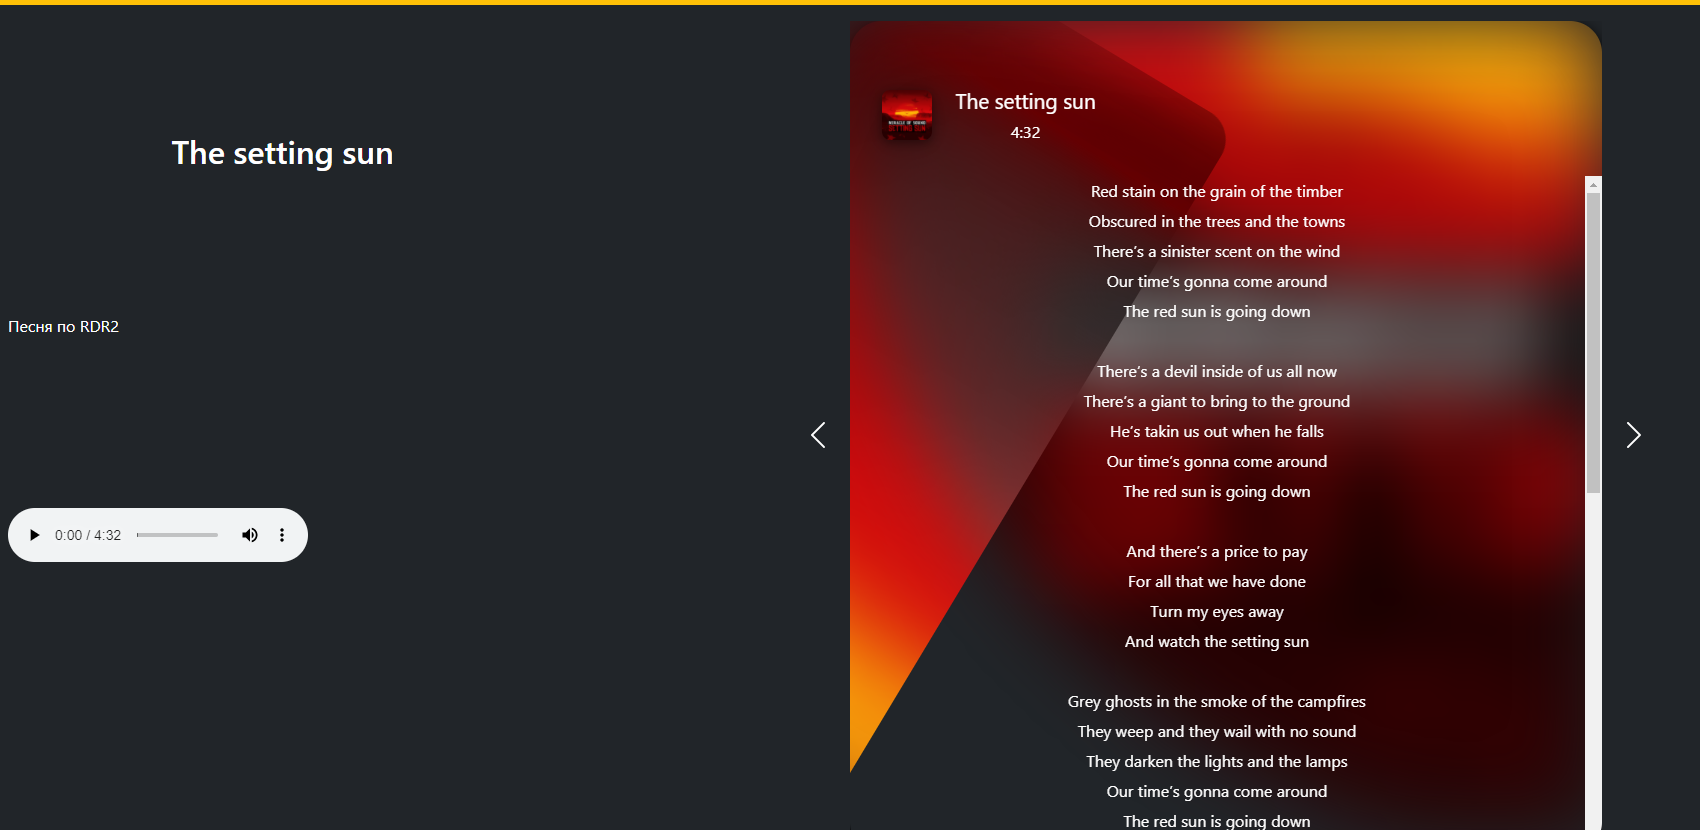 The setting sun
Песня по RDR2
0:00 / 4:32
The setting sun
4:32
Red stain on the grain of the timber
Obscured in the trees and the towns
There’s a sinister scent on the wind
Our time’s gonna come around
The red sun is going down
There’s a devil inside of us all now
There’s a giant to bring to the ground
He’s takin us out when he falls
Our time’s gonna come around
The red sun is going down
And there’s a price to pay
For all that we have done
Turn my eyes away
And watch the setting sun
Grey ghosts in the smoke of the campfires
They weep and they wail with no sound
They darken the lights and the lamps
Our time’s gonna come around
The red sun is going down